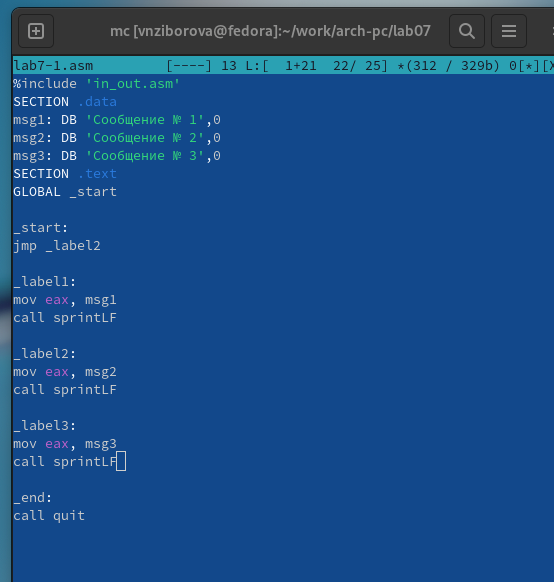 mc [vnziborova@fedora]:~/work/arch-pc/lab07
lab7-1.asm [----] 13 L:[ 1+21 22/ 25] *(312 / 329b) 0[*][X
%include 'in_out.asm'
SECTION .data
msg1: DB 'Сообщение № 1',0
msg2: DB 'Сообщение № 2',0
msg3: DB 'Сообщение № 3',0
SECTION .text
GLOBAL _start
_start:
jmp _label2
_label1:
mov eax, msg1
call sprintLF
_label2:
mov eax, msg2
call sprintLF
_label3:
mov eax, msg3
call sprintLF
_end:
call quit